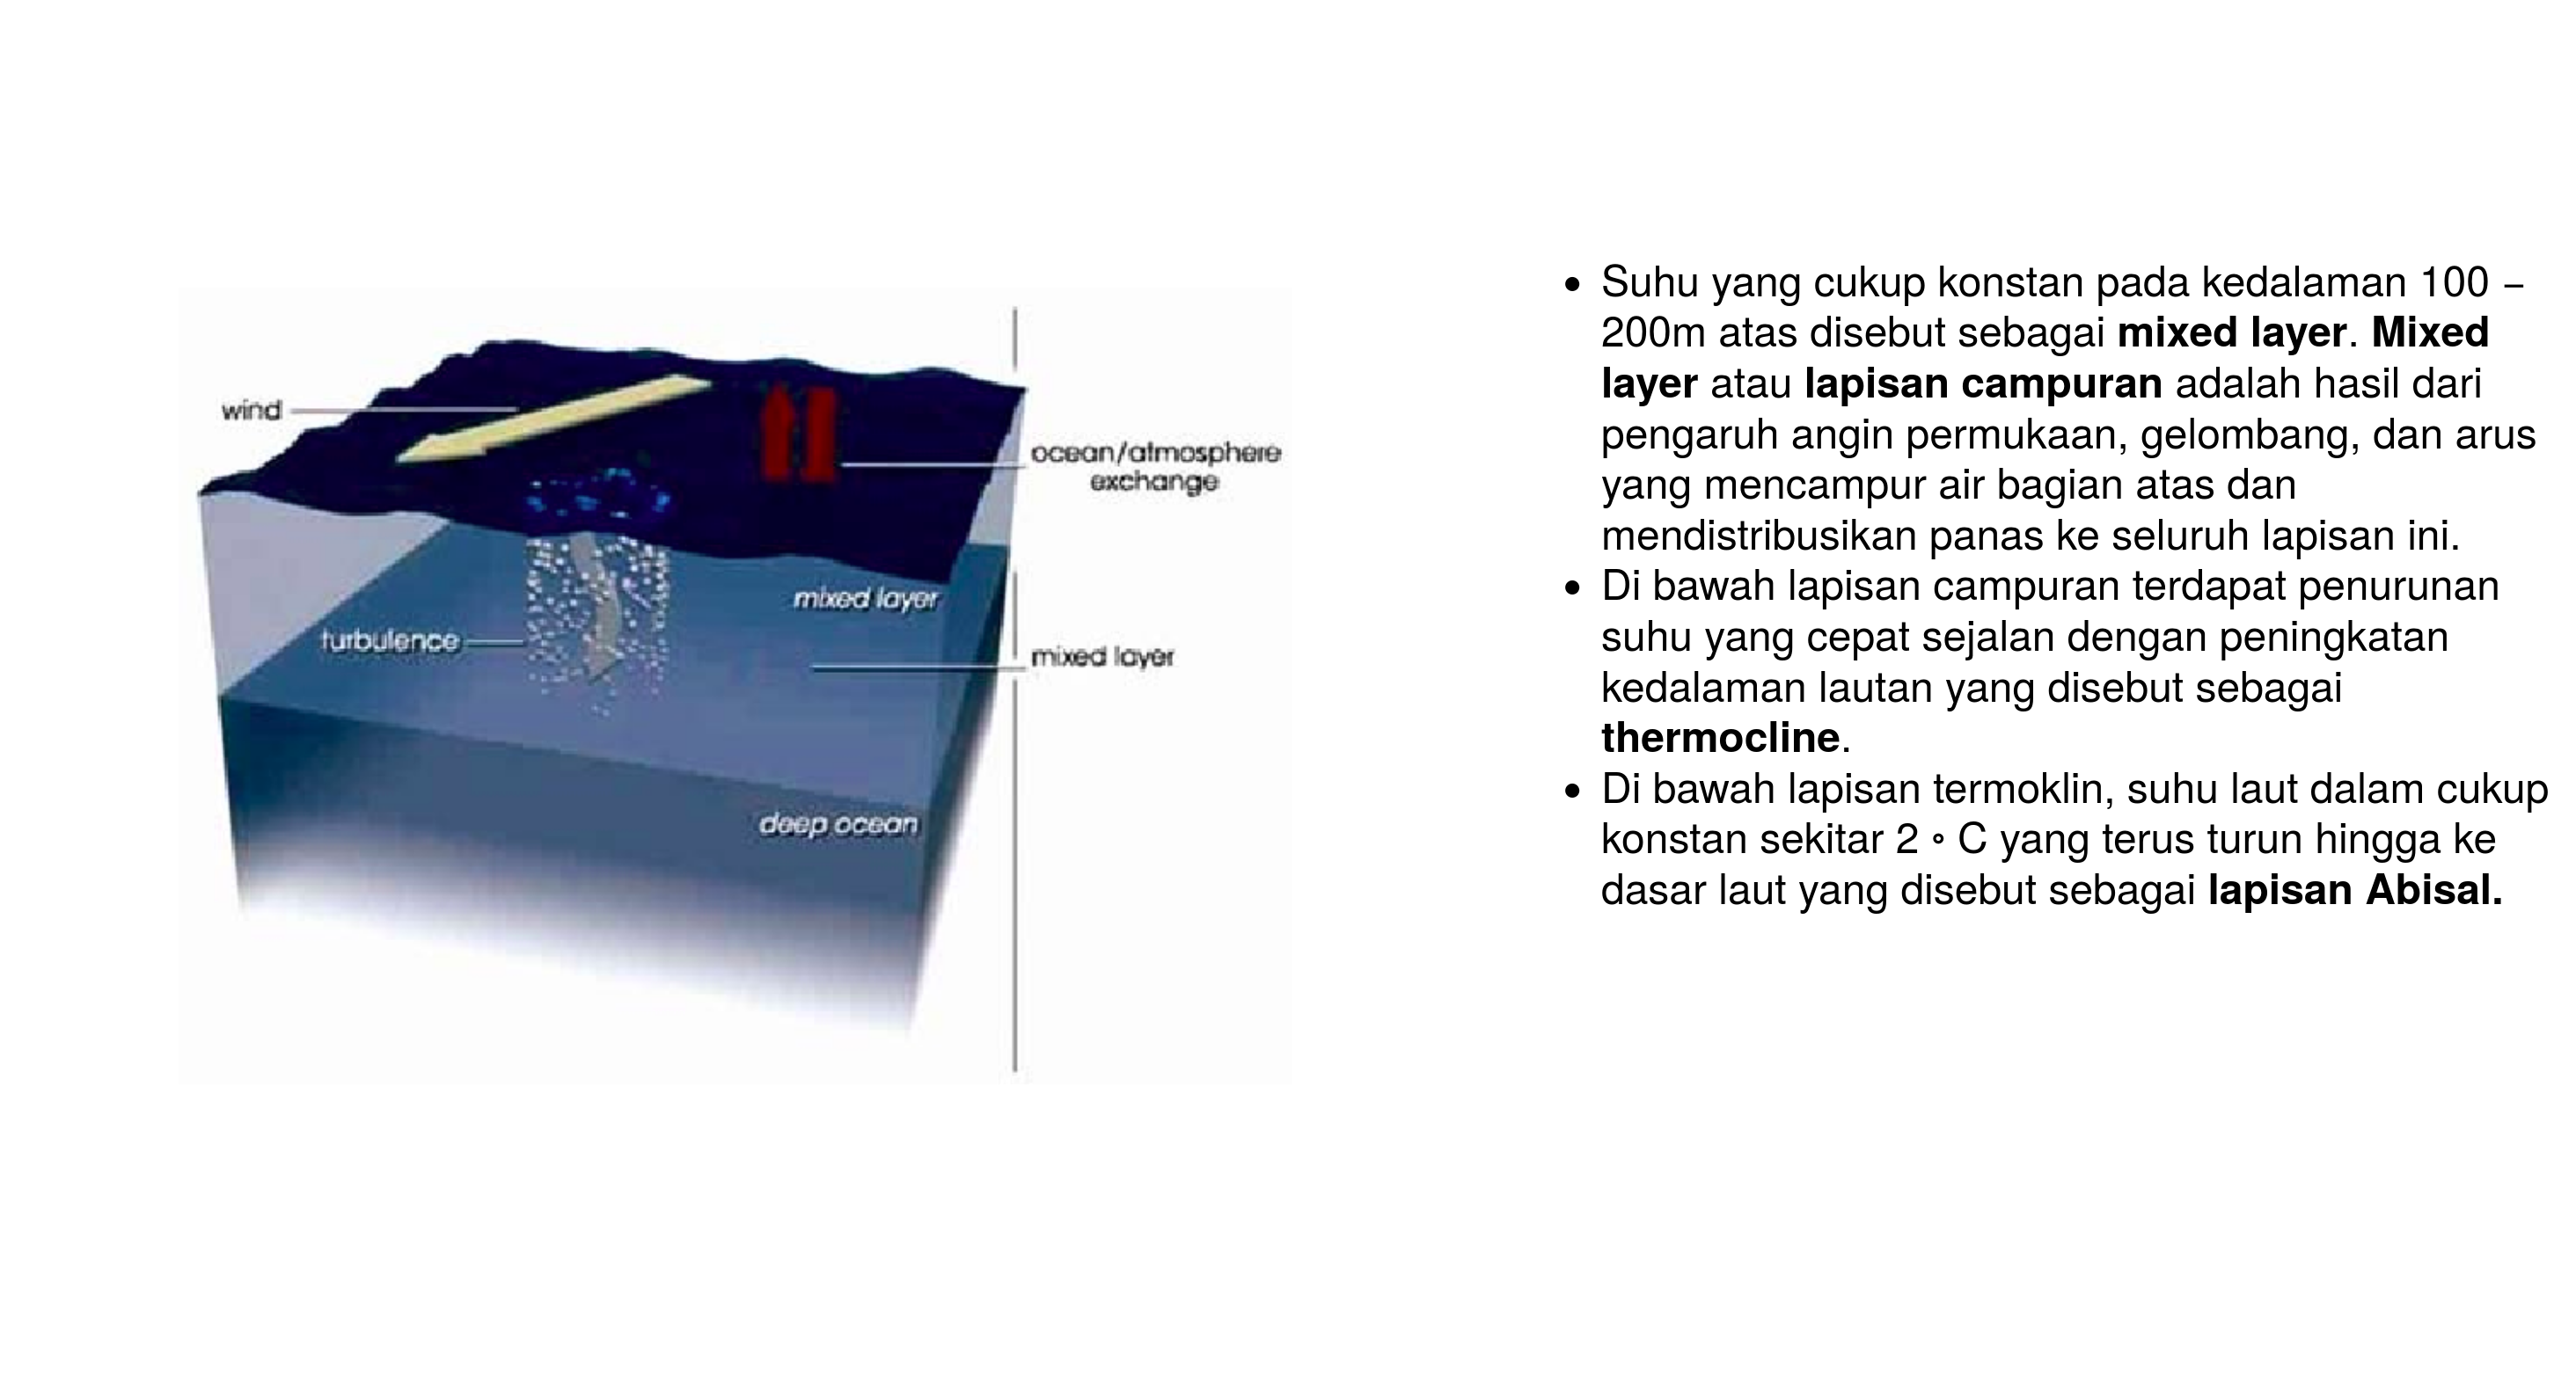 wind
ocean/atmosphere
exchange
mixed layer
turbulence
mixed layer
deep ocean
• Suhu yang cukup konstan pada kedalaman 100 –
200m atas disebut sebagai mixed layer. Mixed
layer atau lapisan campuran adalah hasil dari
pengaruh angin permukaan, gelombang, dan arus
yang mencampur air bagian atas dan
mendistribusikan panas ke seluruh lapisan ini.
• Di bawah lapisan campuran terdapat penurunan
suhu yang cepat sejalan dengan peningkatan
kedalaman lautan yang disebut sebagai
thermocline.
• Di bawah lapisan termoklin, suhu laut dalam cukup
konstan sekitar 2 ∘ C yang terus turun hingga ke
dasar laut yang disebut sebagai lapisan Abisal.